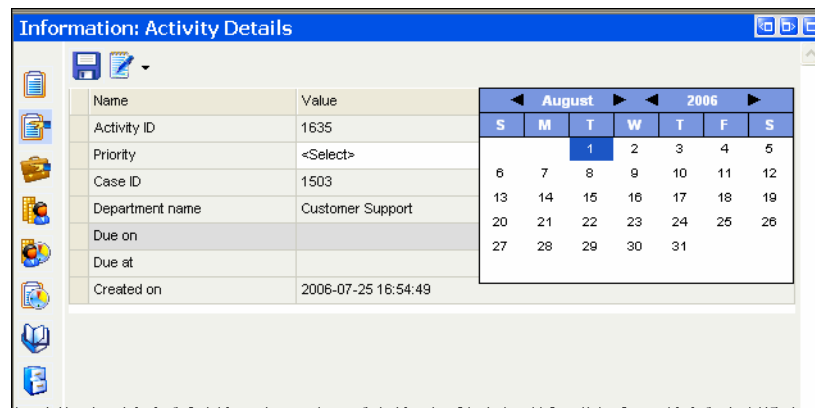 Information: Activity Details
Name Value
Activity ID 1635
Priority <Select>
Case ID 1503
Department name Customer Support
Due on
Due at
Created on 2006-07-25 16:54:49
August 2006
S M T W T F S
1 2 3 4 5
6 7 8 9 10 11 12
13 14 15 16 17 18 19
20 21 22 23 24 25 26
27 28 29 30 31